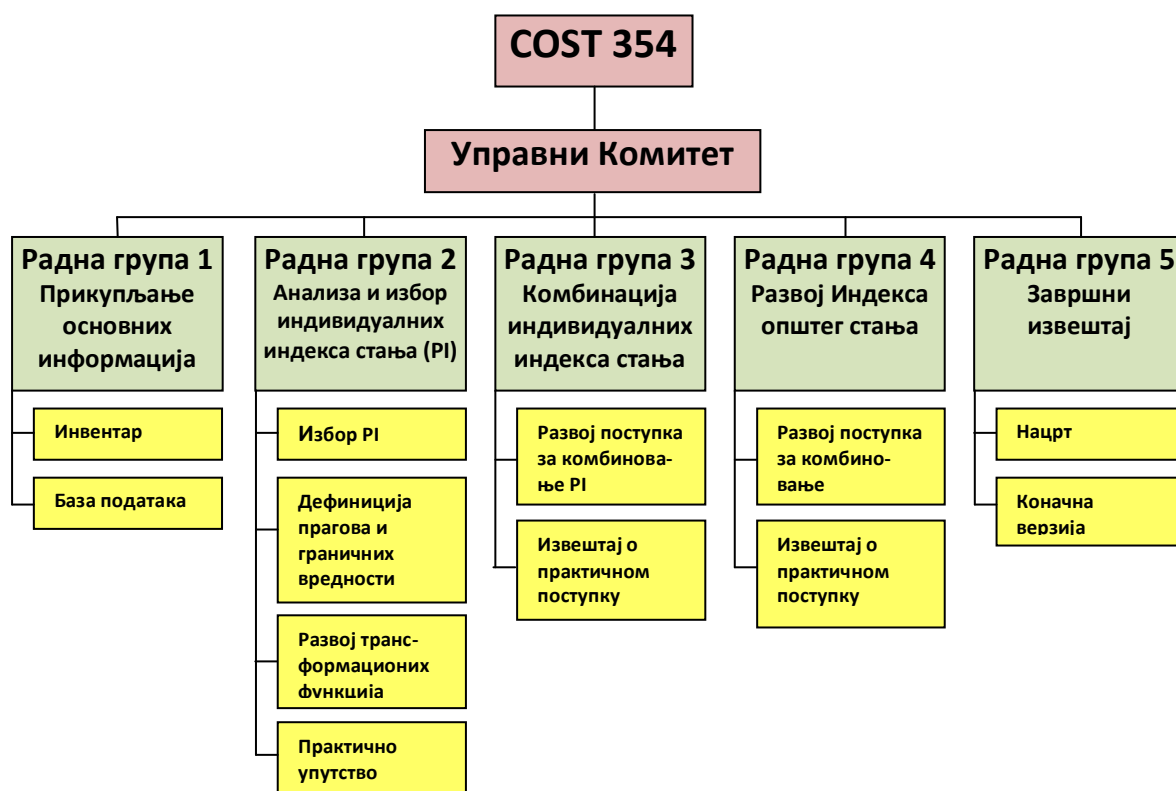 COST 354
Управни Комитет
Радна група 1
Прикупљање
основних
информација
Инвентар
База података
Радна група 2
Анализа и избор
индивидуалних
индекса стања (PI)
Избор PI
Дефиниција
прагова и
граничних
вредности
Развој транс-
формационих
функција
Практично
упутство
Радна група 3
Комбинација
индивидуалних
индекса стања
Развој поступка
за комбинова-
ње PI
Извештај о
практичном
поступку
Радна група 4
Развој Индекса
општег стања
Развој поступка
за комбино-
вање
Извештај о
практичном
поступку
Радна група 5
Завршни
извештај
Нацрт
Коначна
верзија